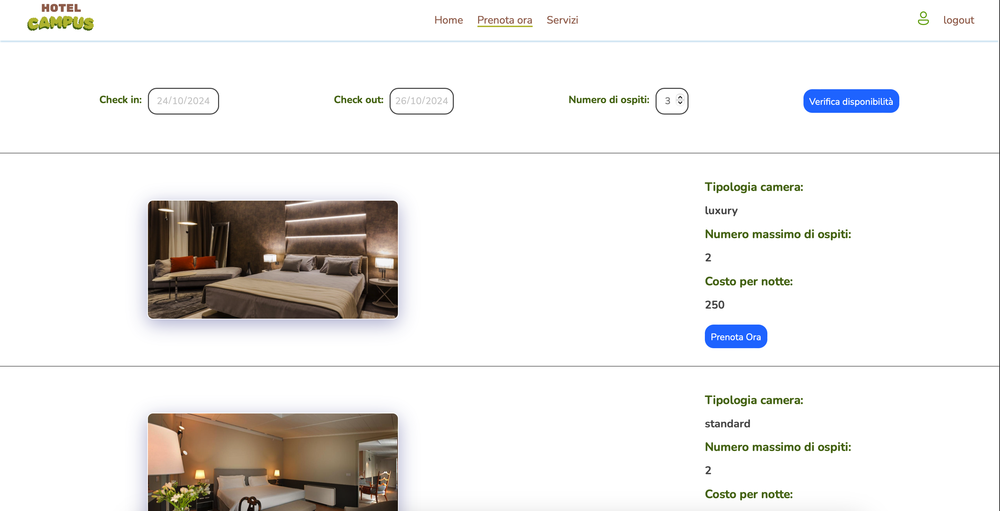 HOTEL
CAMPUS
Home Prenota ora Servizi
logout
Check in: 24/10/2024 Check out: 26/10/2024 Numero di ospiti: 3 Verifica disponibilità
Tipologia camera:
luxury
Numero massimo di ospiti:
2
Costo per notte:
250
Prenota Ora
Tipologia camera:
standard
Numero massimo di ospiti:
2
Costo per notte: